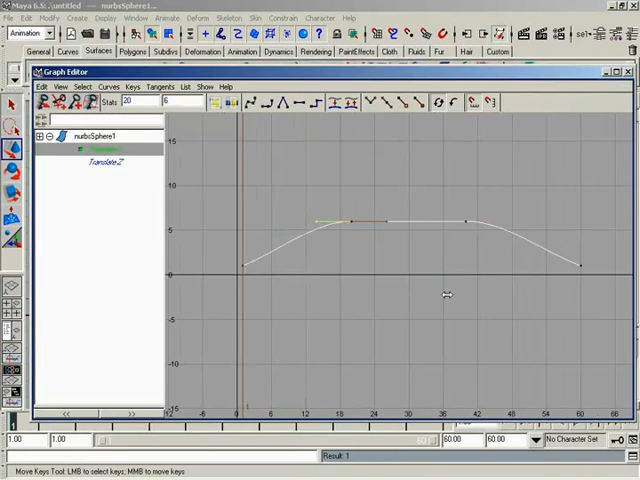 Maya 6.5: .\untitled --- nurbsSphere1...
File Edit Modify Create Display Window Animate Deform Skeleton Skin Constrain Character Help
Animation sel
General Curves Surfaces Polygons Subdivs Deformation Animation Dynamics Rendering PaintEffects Cloth Fluids Fur Hair Custom
Graph Editor
Edit View Select Curves Keys Tangents List Show Help
Stats 20 6
nurbsSphere1
Translate Z
15
10
5
0
-5
-10
-15
-12 -6 0 6 12 18 24 30 36 42 48 54 60 66
1
1.00 1.00 60.00 60.00 No Character Set
Result: 1
Move Keys Tool: LMB to select keys; MMB to move keys